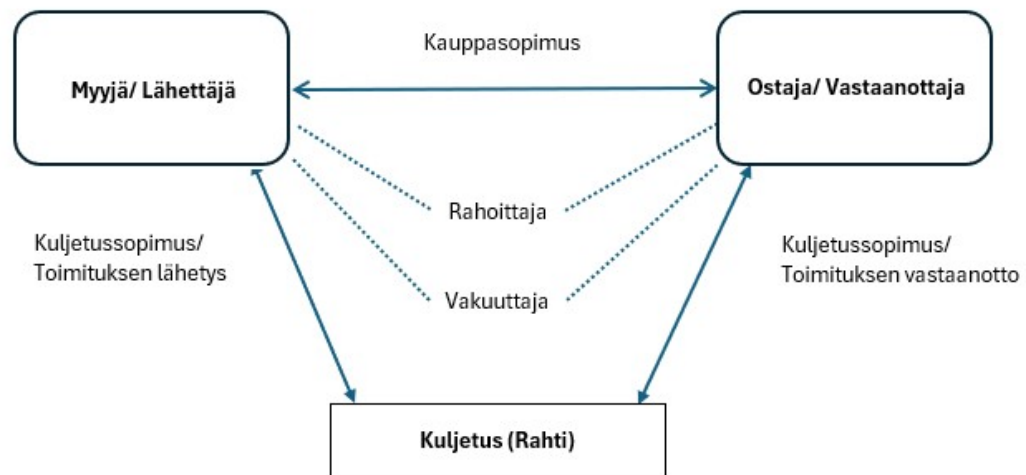 Kauppasopimus
Myyjä/ Lähettäjä
Ostaja/ Vastaanottaja
Rahoittaja
Kuljetussopimus/
Toimituksen lähetys
Kuljetussopimus/
Toimituksen vastaanotto
Vakuuttaja
Kuljetus (Rahti)